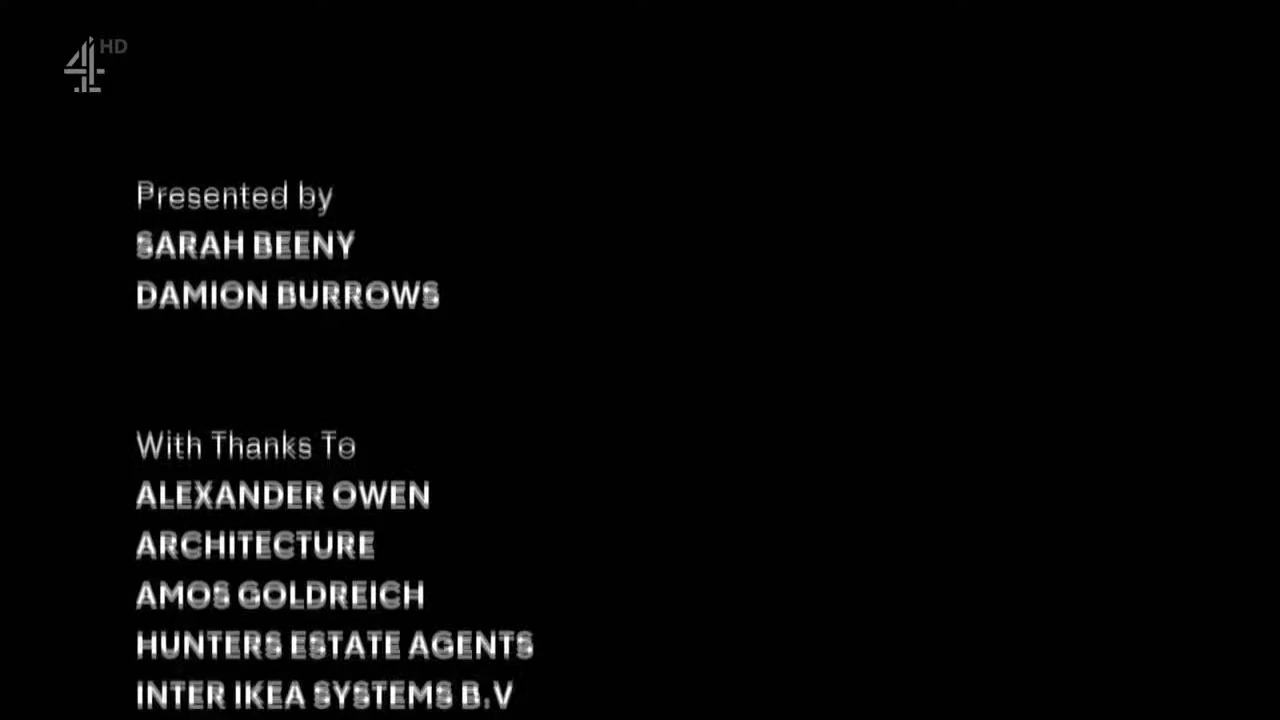 4 HD
Presented by
SARAH BEENY
DAMION BURROWS
With Thanks To
ALEXANDER OWEN
ARCHITECTURE
AMOS GOLDREICH
HUNTERS ESTATE AGENTS
INTER IKEA SYSTEMS B.V